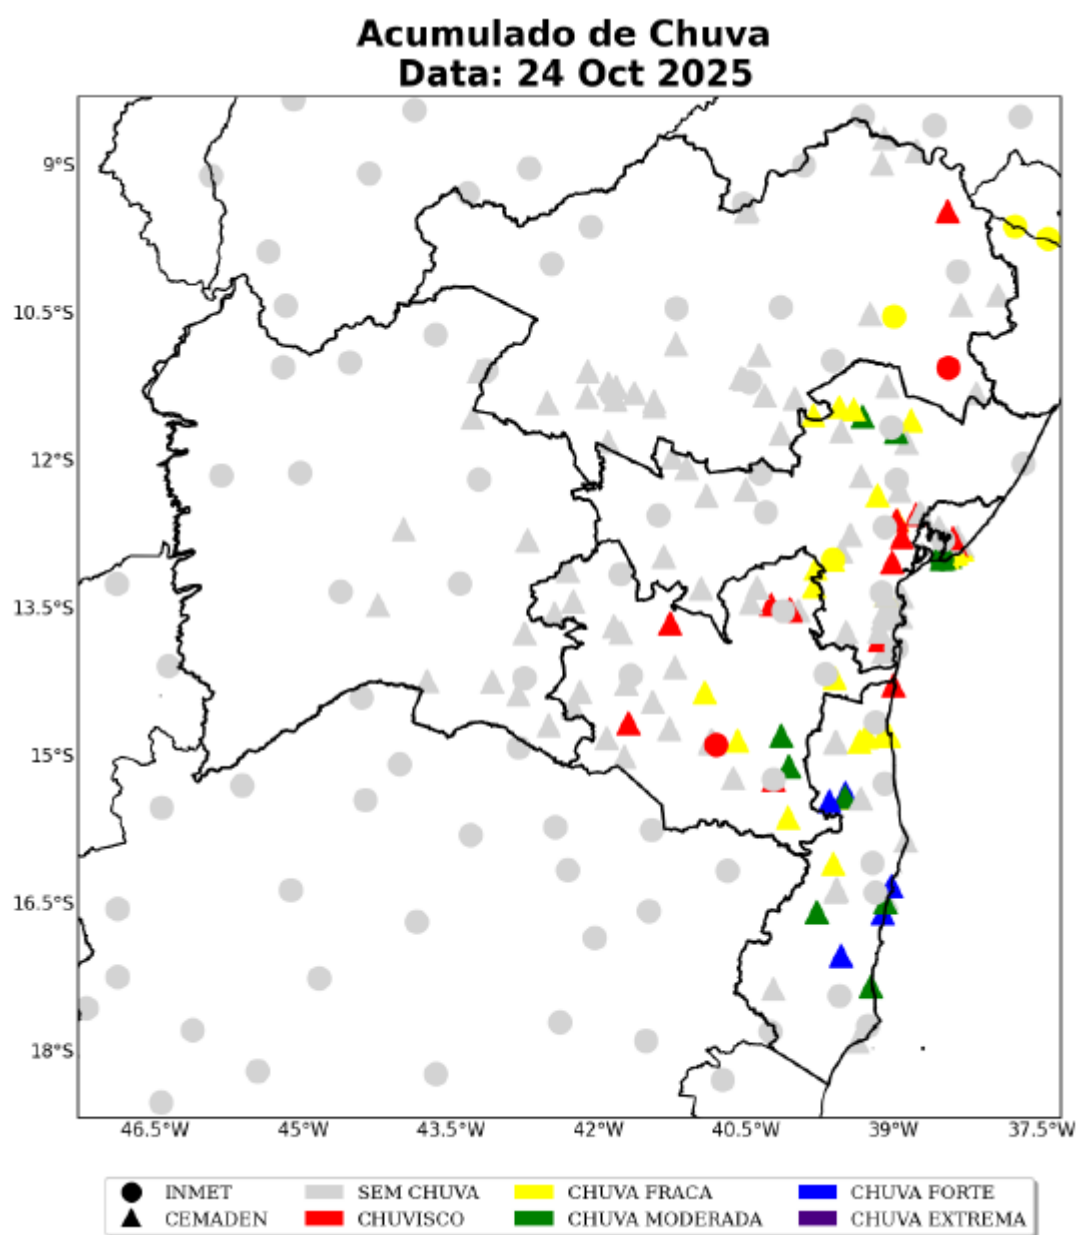 Acumulado de Chuva
Data: 24 Oct 2025
9°S
10.5°S
12°S
13.5°S
15°S
16.5°S
18°S
46.5°W 45°W 43.5°W 42°W 40.5°W 39°W 37.5°W
INMET SEM CHUVA CHUVA FRACA CHUVA FORTE
CEMADEN CHUVISCO CHUVA MODERADA CHUVA EXTREMA